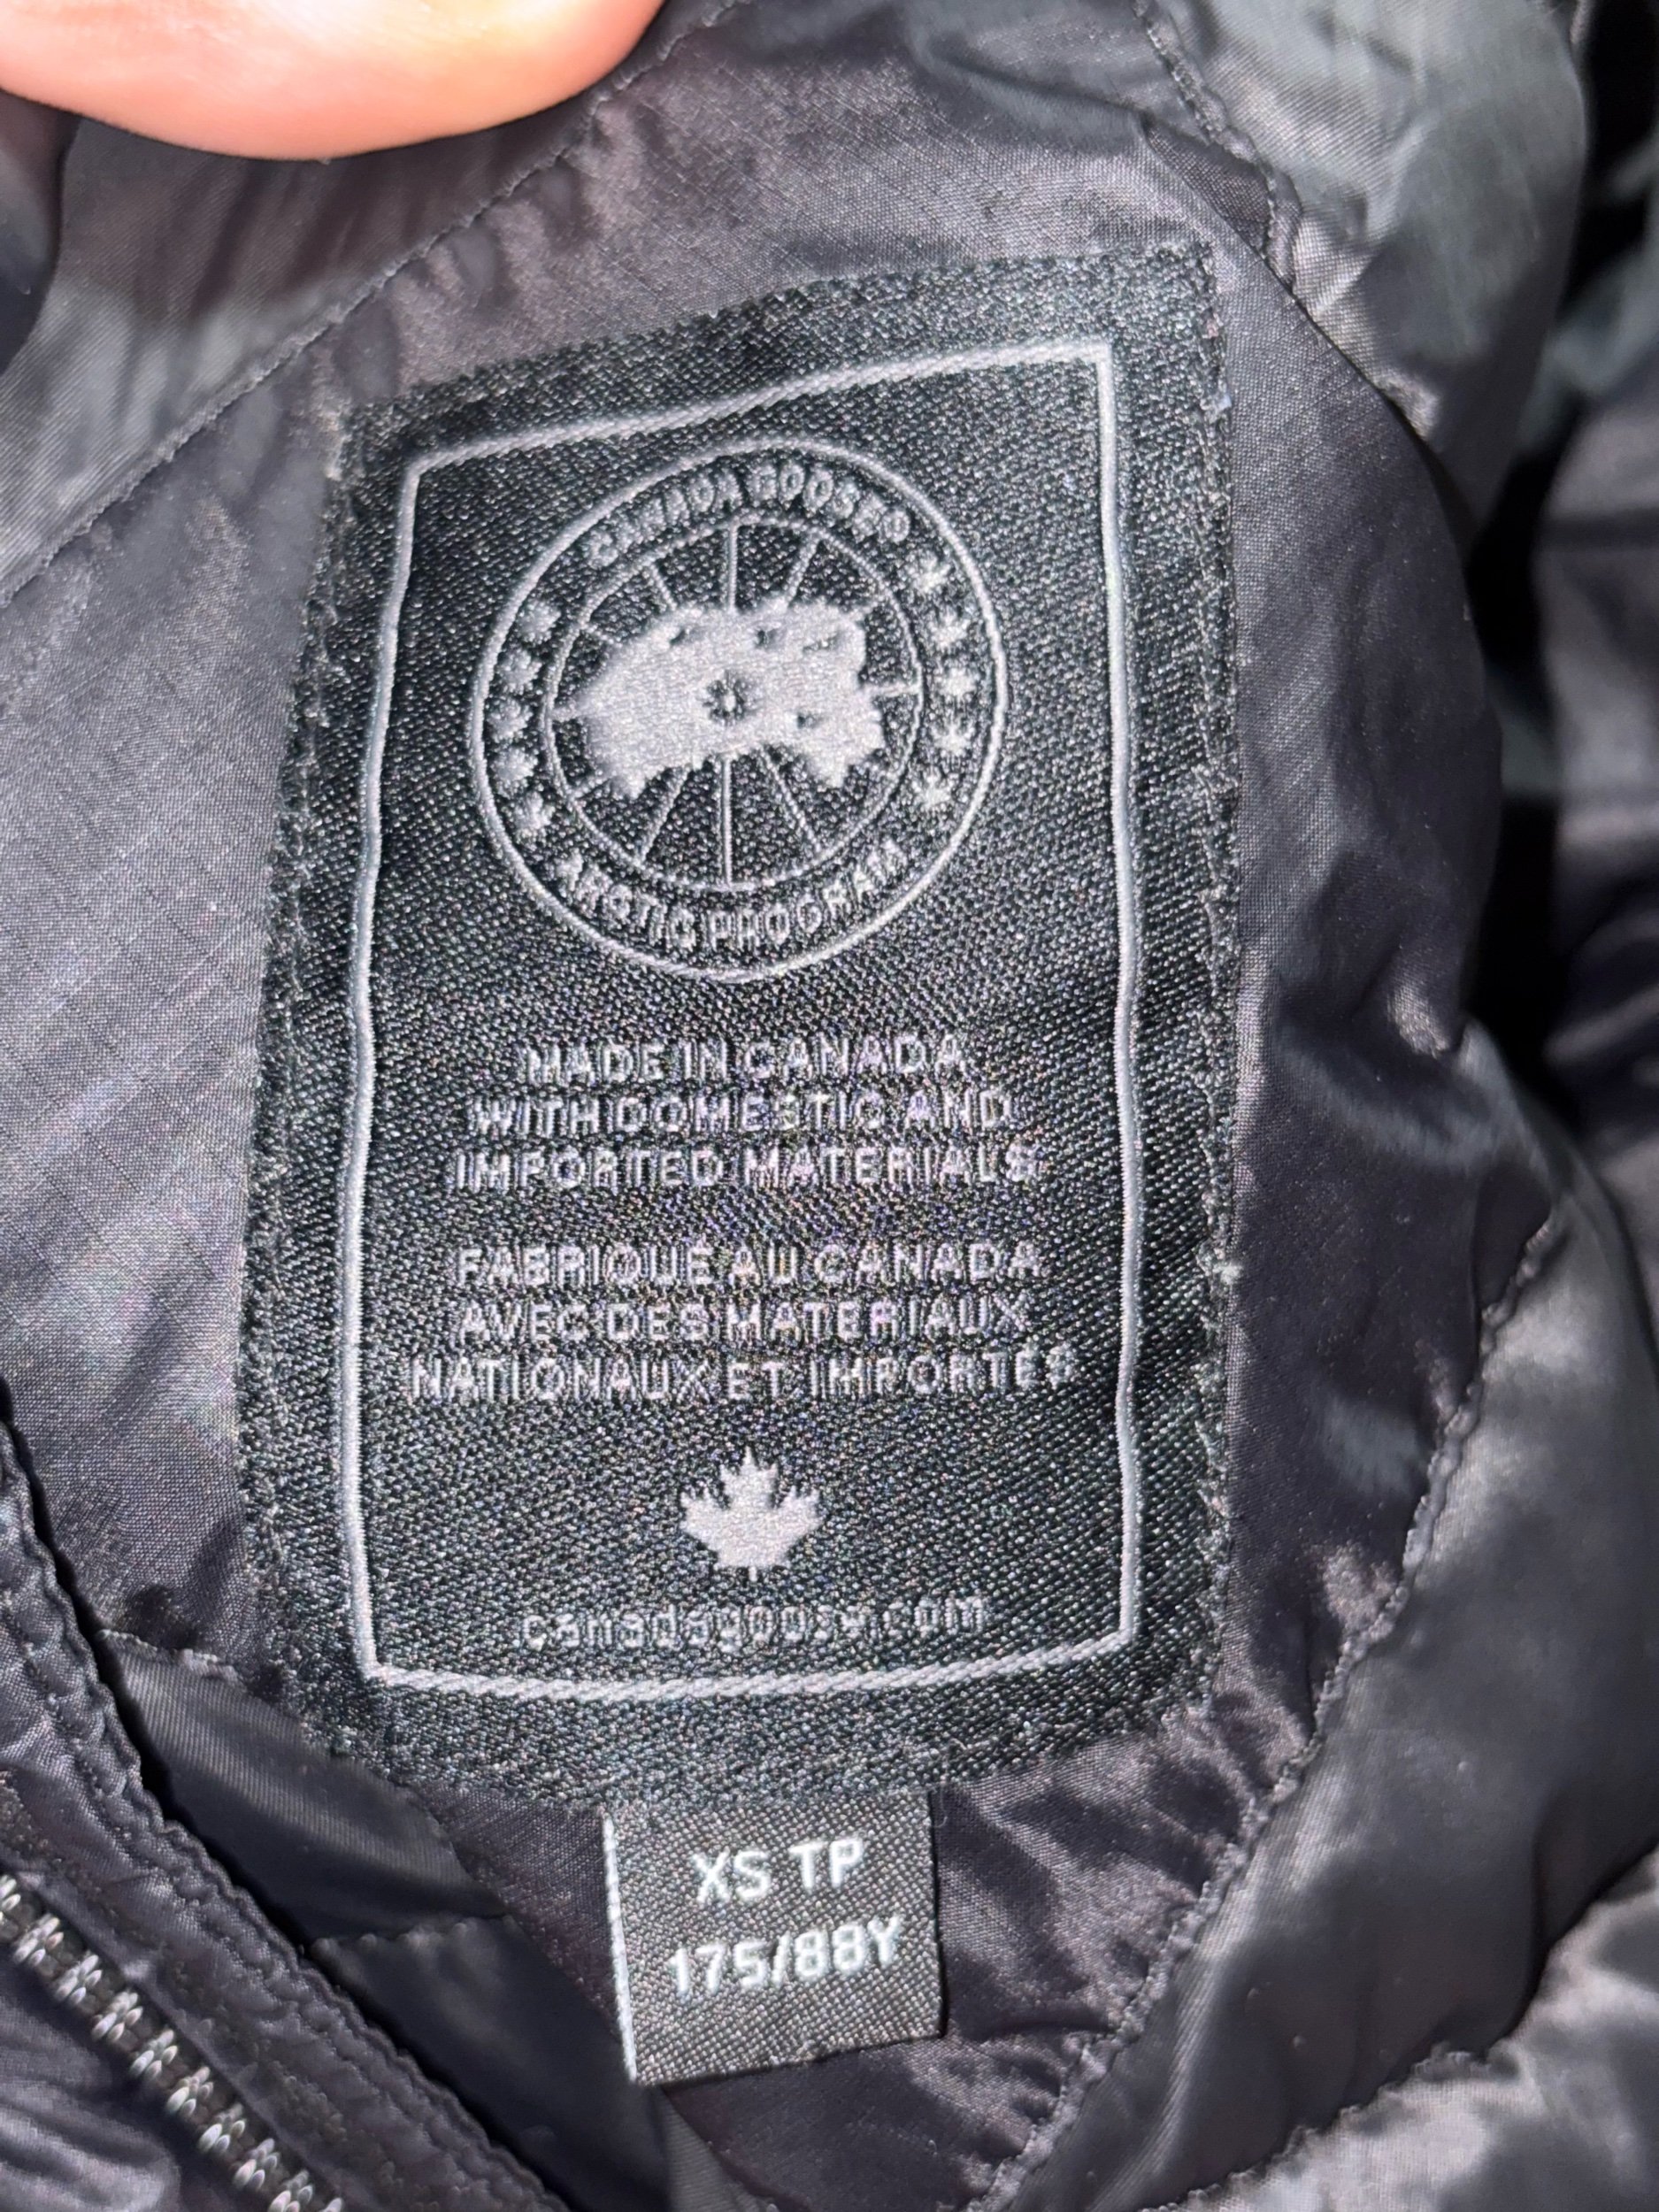 CANADA GOOSE®
ARCTIC PROGRAM
MADE IN CANADA
WITH DOMESTIC AND
IMPORTED MATERIALS
FABRIQUÉ AU CANADA
AVEC DES MATERIAUX
NATIONAUX ET IMPORTÉS
canadagoose.com
XS TP
175/88Y